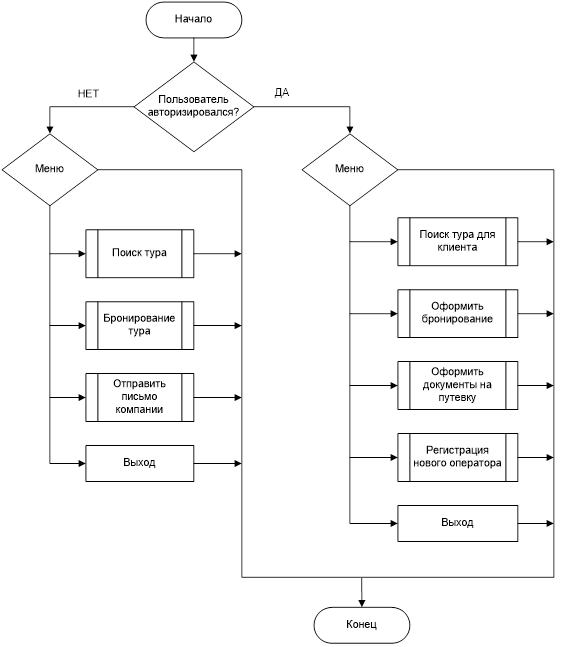 Начало
Пользователь
авторизировался?
НЕТ
ДА
Меню
Поиск тура
Бронирование
тура
Отправить
письмо
компании
Выход
Меню
Поиск тура для
клиента
Оформить
бронирование
Оформить
документы на
путевку
Регистрация
нового оператора
Выход
Конец